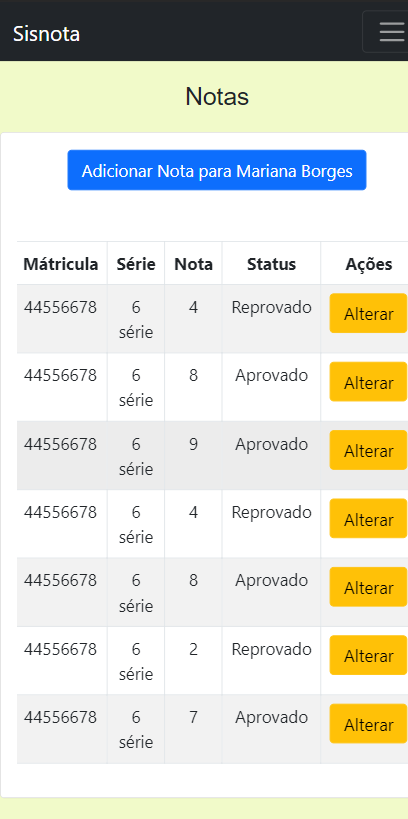 Sisnota
Notas
Adicionar Nota para Mariana Borges
Mátricula Série Nota Status Ações
44556678 6 série 4 Reprovado Alterar
44556678 6 série 8 Aprovado Alterar
44556678 6 série 9 Aprovado Alterar
44556678 6 série 4 Reprovado Alterar
44556678 6 série 8 Aprovado Alterar
44556678 6 série 2 Reprovado Alterar
44556678 6 série 7 Aprovado Alterar